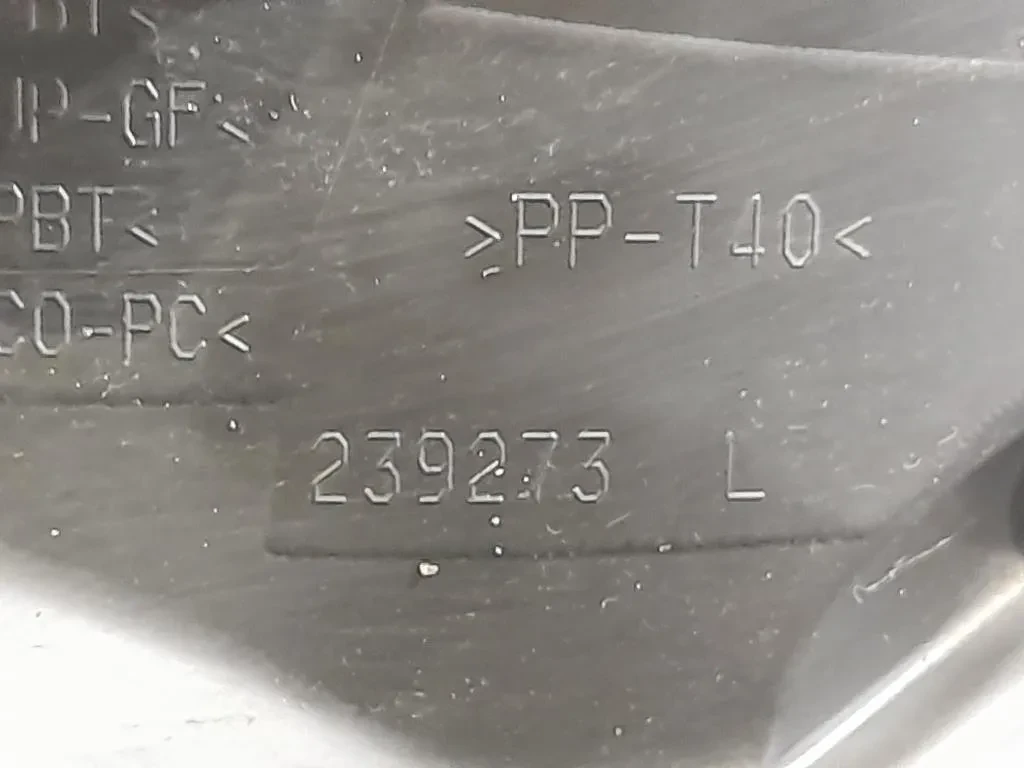 -GF<
PBT<
CO-PC<
>PP-T40<
239273 L